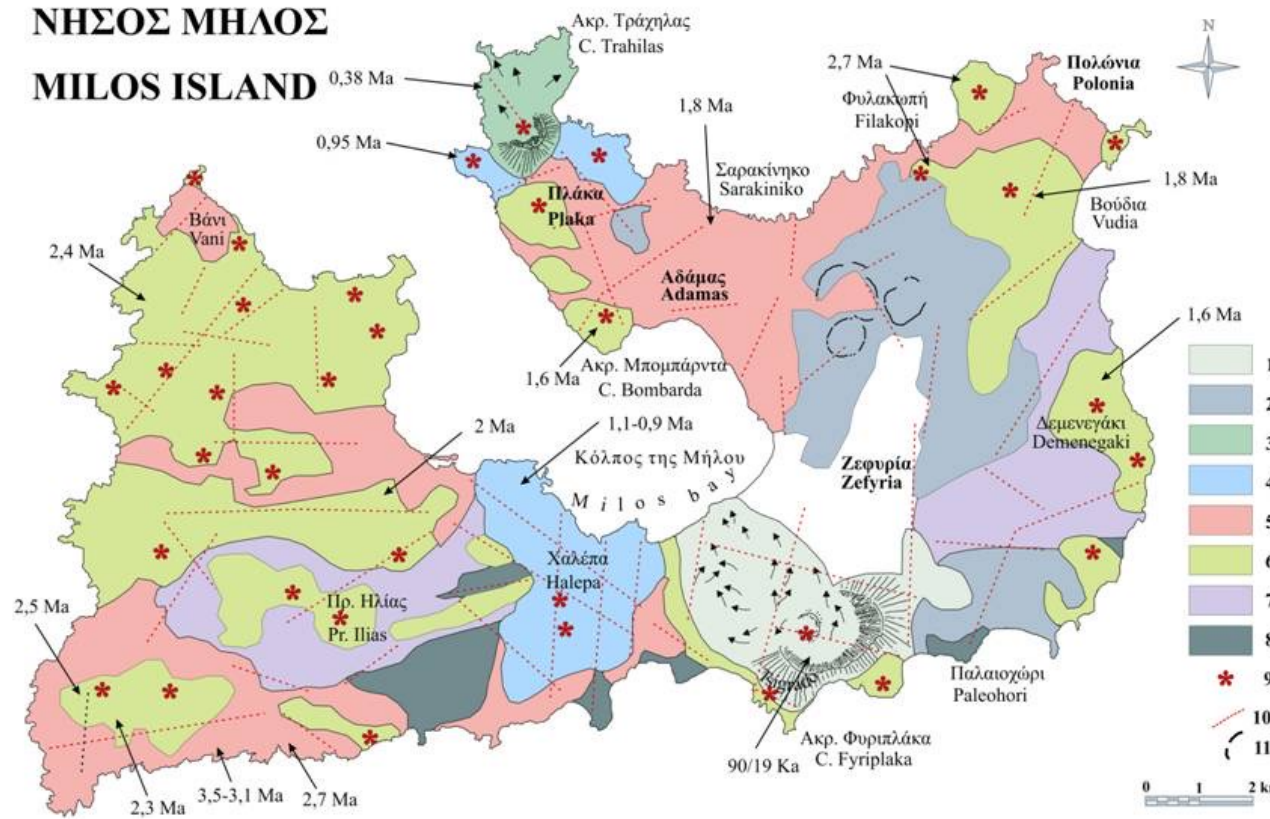 ΝΗΣΟΣ ΜΗΛΟΣ
MILOS ISLAND
Ακρ. Τράχηλας
C. Trahilas
0,38 Ma
0,95 Ma
1,8 Ma
2,7 Ma
Φυλακωπή
Filakopi
Πολώνια
Polonia
N
Σαρακίνηκο
Sarakiniko
1,8 Ma
Βούδια
Vudia
Πλάκα
Plaka
Βάνι
Vani
2,4 Ma
Αδάμας
Adamas
1,6 Ma
1,6 Ma
Ακρ. Μπομπάρντα
C. Bombarda
Δεμενεγάκι
Demenegaki
2 Ma
1,1-0,9 Ma
Κόλπος της Μήλου
Milos bay
Ζεφυρία
Zefyria
Χαλέπα
Halepa
Πρ. Ηλίας
Pr. Ilias
2,5 Ma
2,3 Ma
3,5-3,1 Ma
2,7 Ma
90/19 Ka
Ακρ. Φυριπλάκα
C. Fyriplaka
Παλαιοχώρι
Paleohori
1
2
3
4
5
6
7
8
9
10
11
0 1 2 k